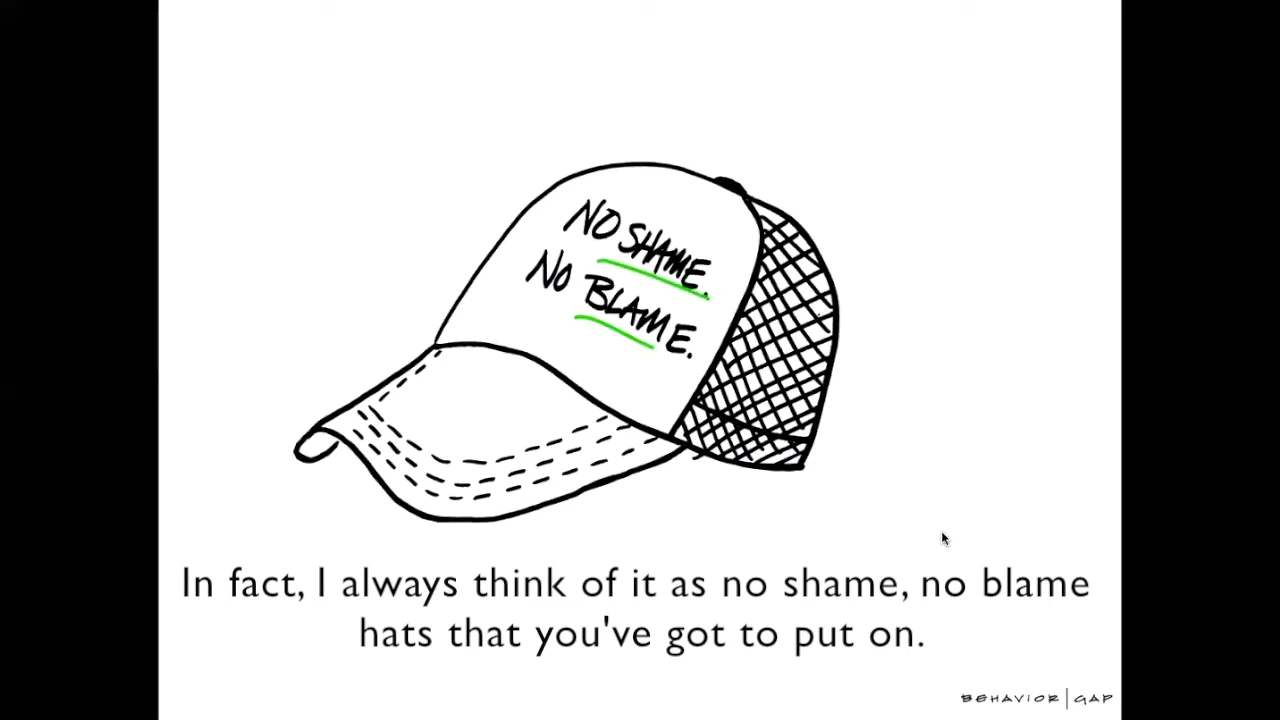 NO SHAME.
NO BLAME.
In fact, I always think of it as no shame, no blame
hats that you've got to put on.
BEHAVIOR|GAP